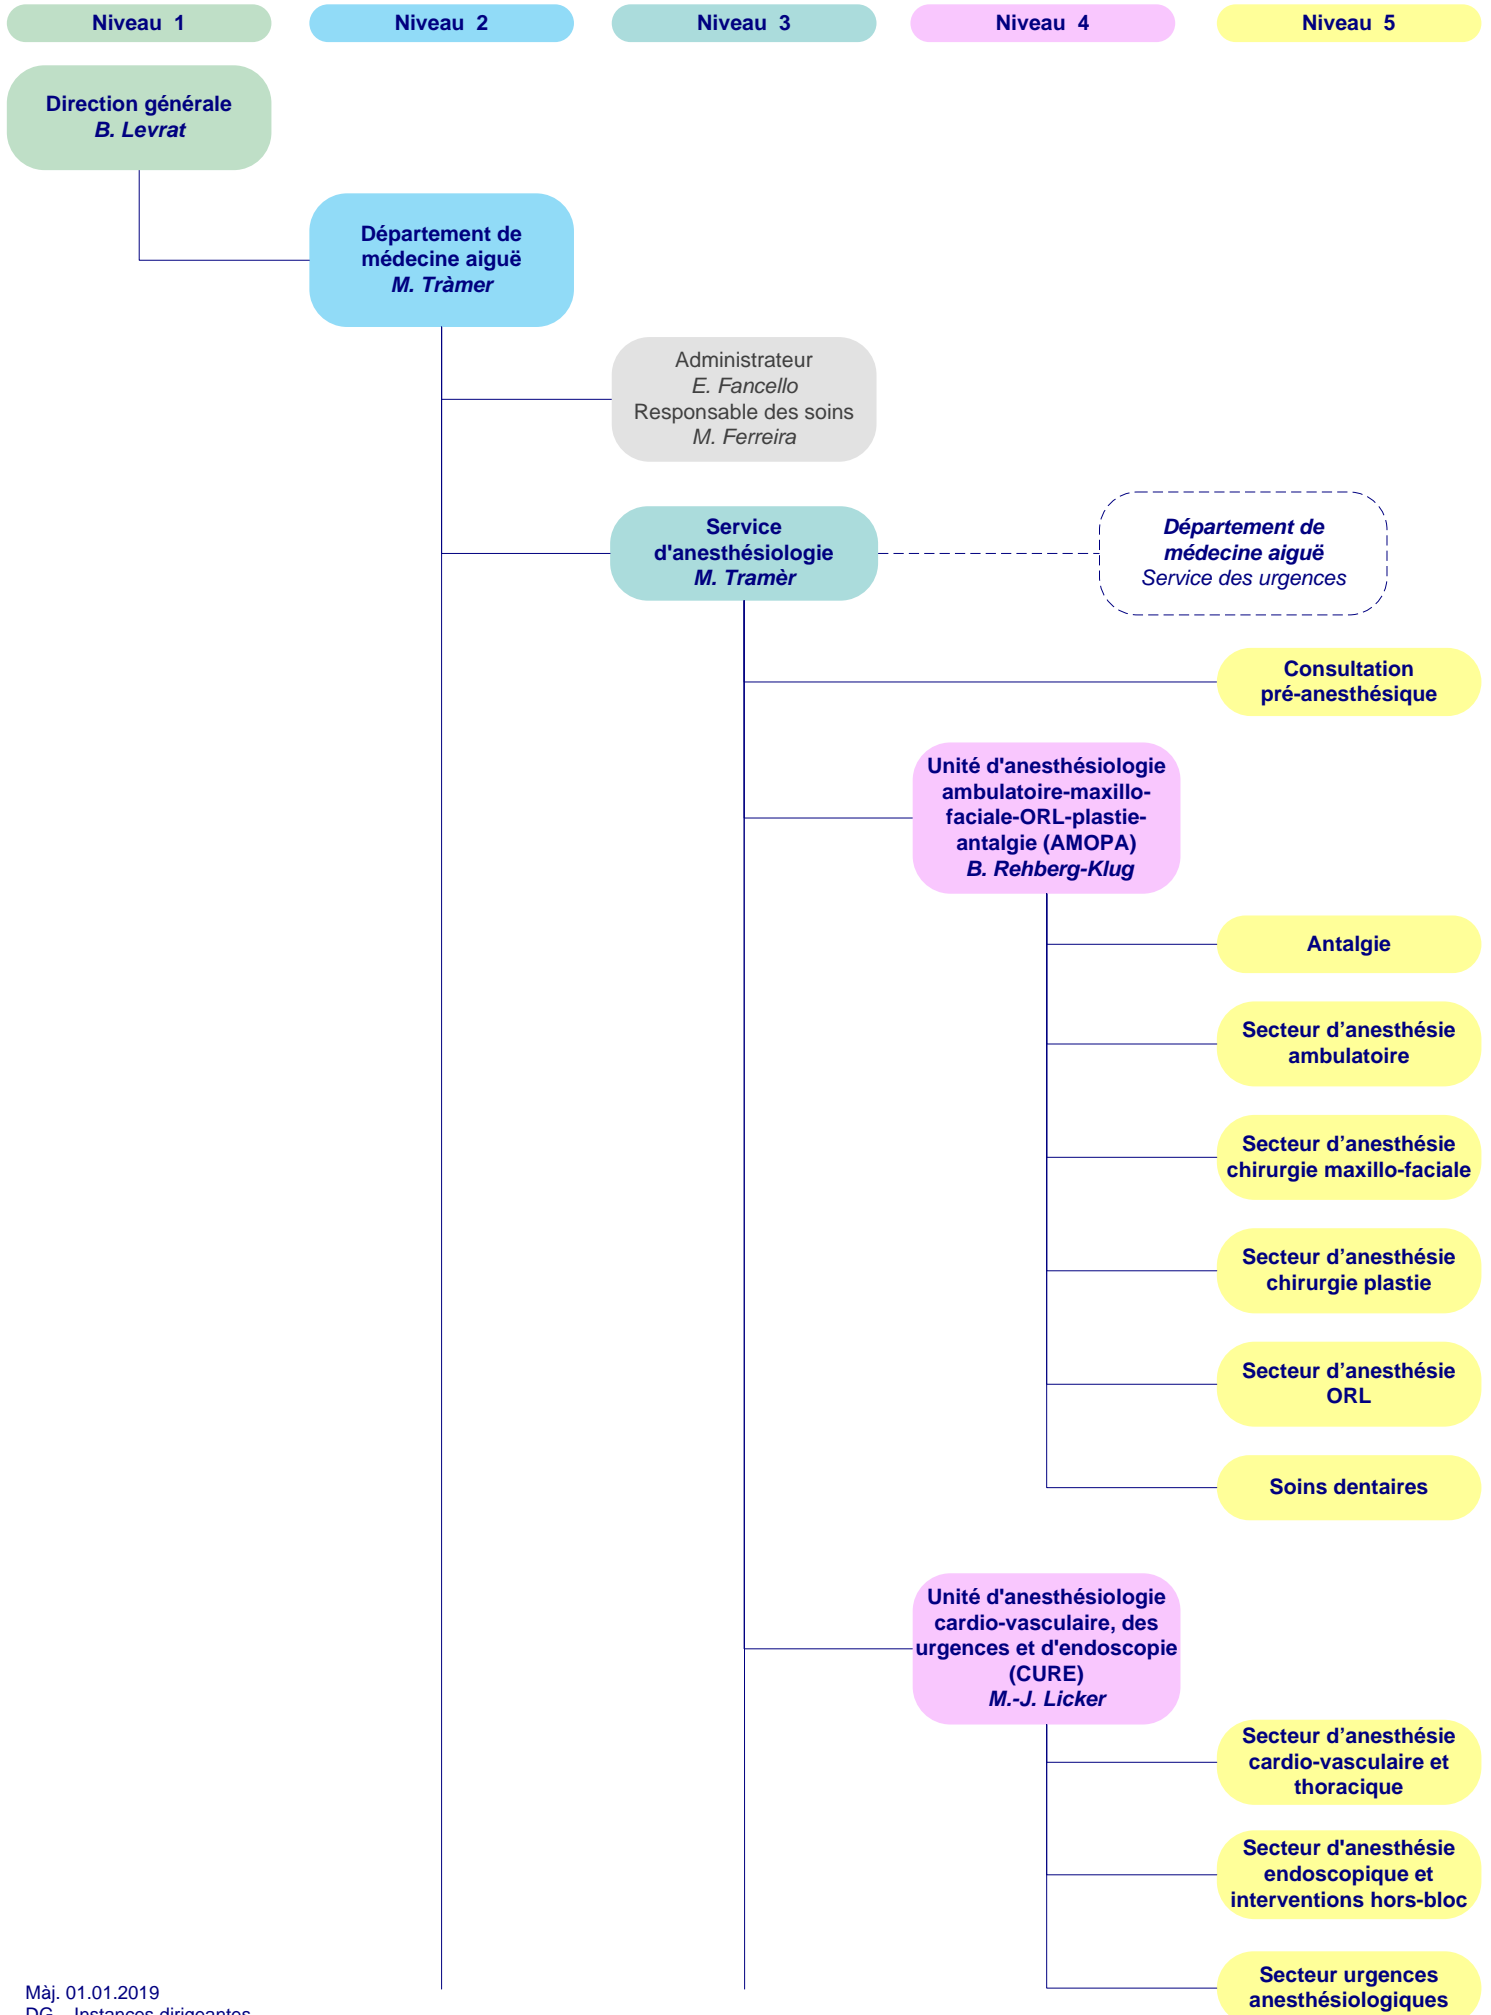 Niveau 1
Niveau 2
Niveau 3
Niveau 4
Niveau 5
Direction générale
B. Levrat
Département de
médecine aiguë
M. Tràmer
Administrateur
E. Fancello
Responsable des soins
M. Ferreira
Service
d'anesthésiologie
M. Tramèr
Département de
médecine aiguë
Service des urgences
Consultation
pré-anesthésique
Unité d'anesthésiologie
ambulatoire-maxillo-
faciale-ORL-plastie-
antalgie (AMOPA)
B. Rehberg-Klug
Antalgie
Secteur d’anesthésie
ambulatoire
Secteur d’anesthésie
chirurgie maxillo-faciale
Secteur d’anesthésie
chirurgie plastie
Secteur d’anesthésie
ORL
Soins dentaires
Unité d'anesthésiologie
cardio-vasculaire, des
urgences et d'endoscopie
(CURE)
M.-J. Licker
Secteur d’anesthésie
cardio-vasculaire et
thoracique
Secteur d'anesthésie
endoscopique et
interventions hors-bloc
Secteur urgences
anesthésiologiques
Màj. 01.01.2019
DG – Instances dirigeantes